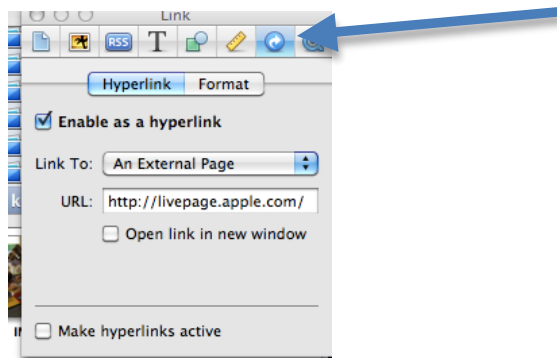 Link
RSS T
Hyperlink Format
Enable as a hyperlink
Link To: An External Page
URL: http://livepage.apple.com/
Open link in new window
Make hyperlinks active